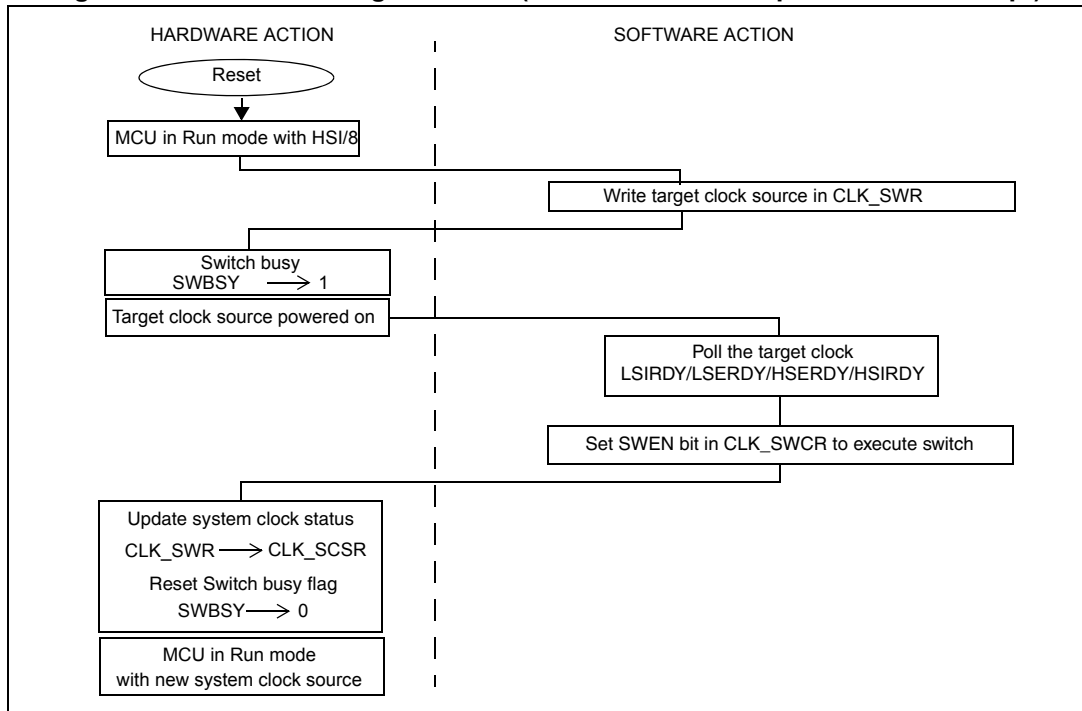 HARDWARE ACTION
SOFTWARE ACTION
Reset
MCU in Run mode with HSI/8
Write target clock source in CLK_SWR
Switch busy
SWBSY → 1
Target clock source powered on
Poll the target clock
LSIRDY/LSERDY/HSERDY/HSIRDY
Set SWEN bit in CLK_SWCR to execute switch
Update system clock status
CLK_SWR → CLK_SCSR
Reset Switch busy flag
SWBSY → 0
MCU in Run mode
with new system clock source